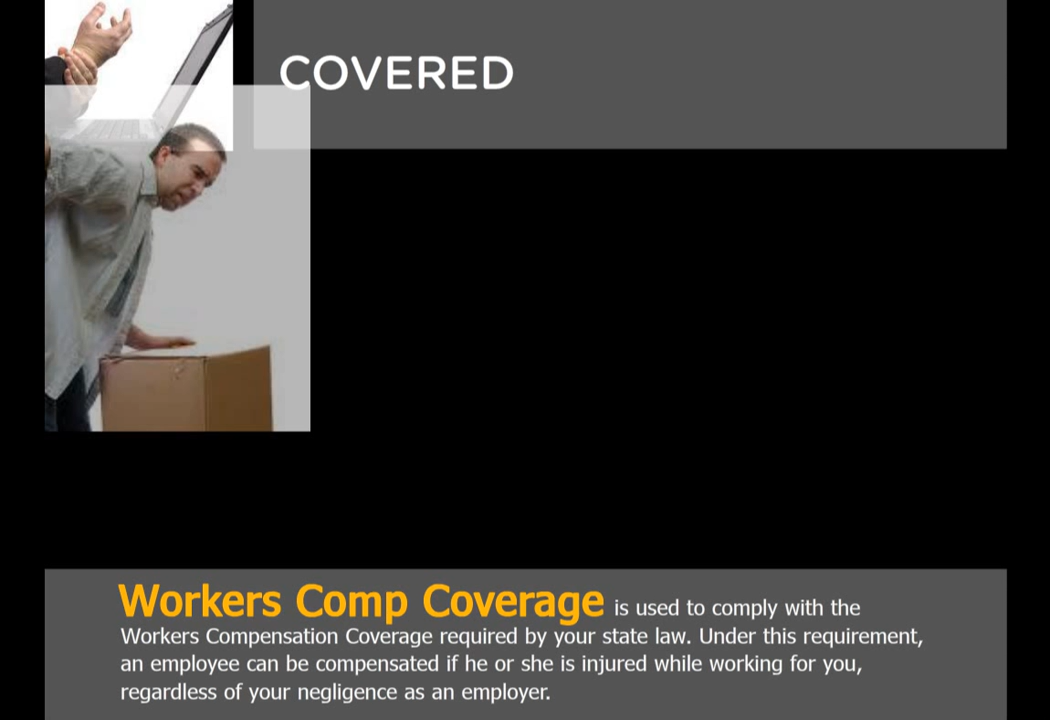 COVERED
Workers Comp Coverage is used to comply with the
Workers Compensation Coverage required by your state law. Under this requirement,
an employee can be compensated if he or she is injured while working for you,
regardless of your negligence as an employer.